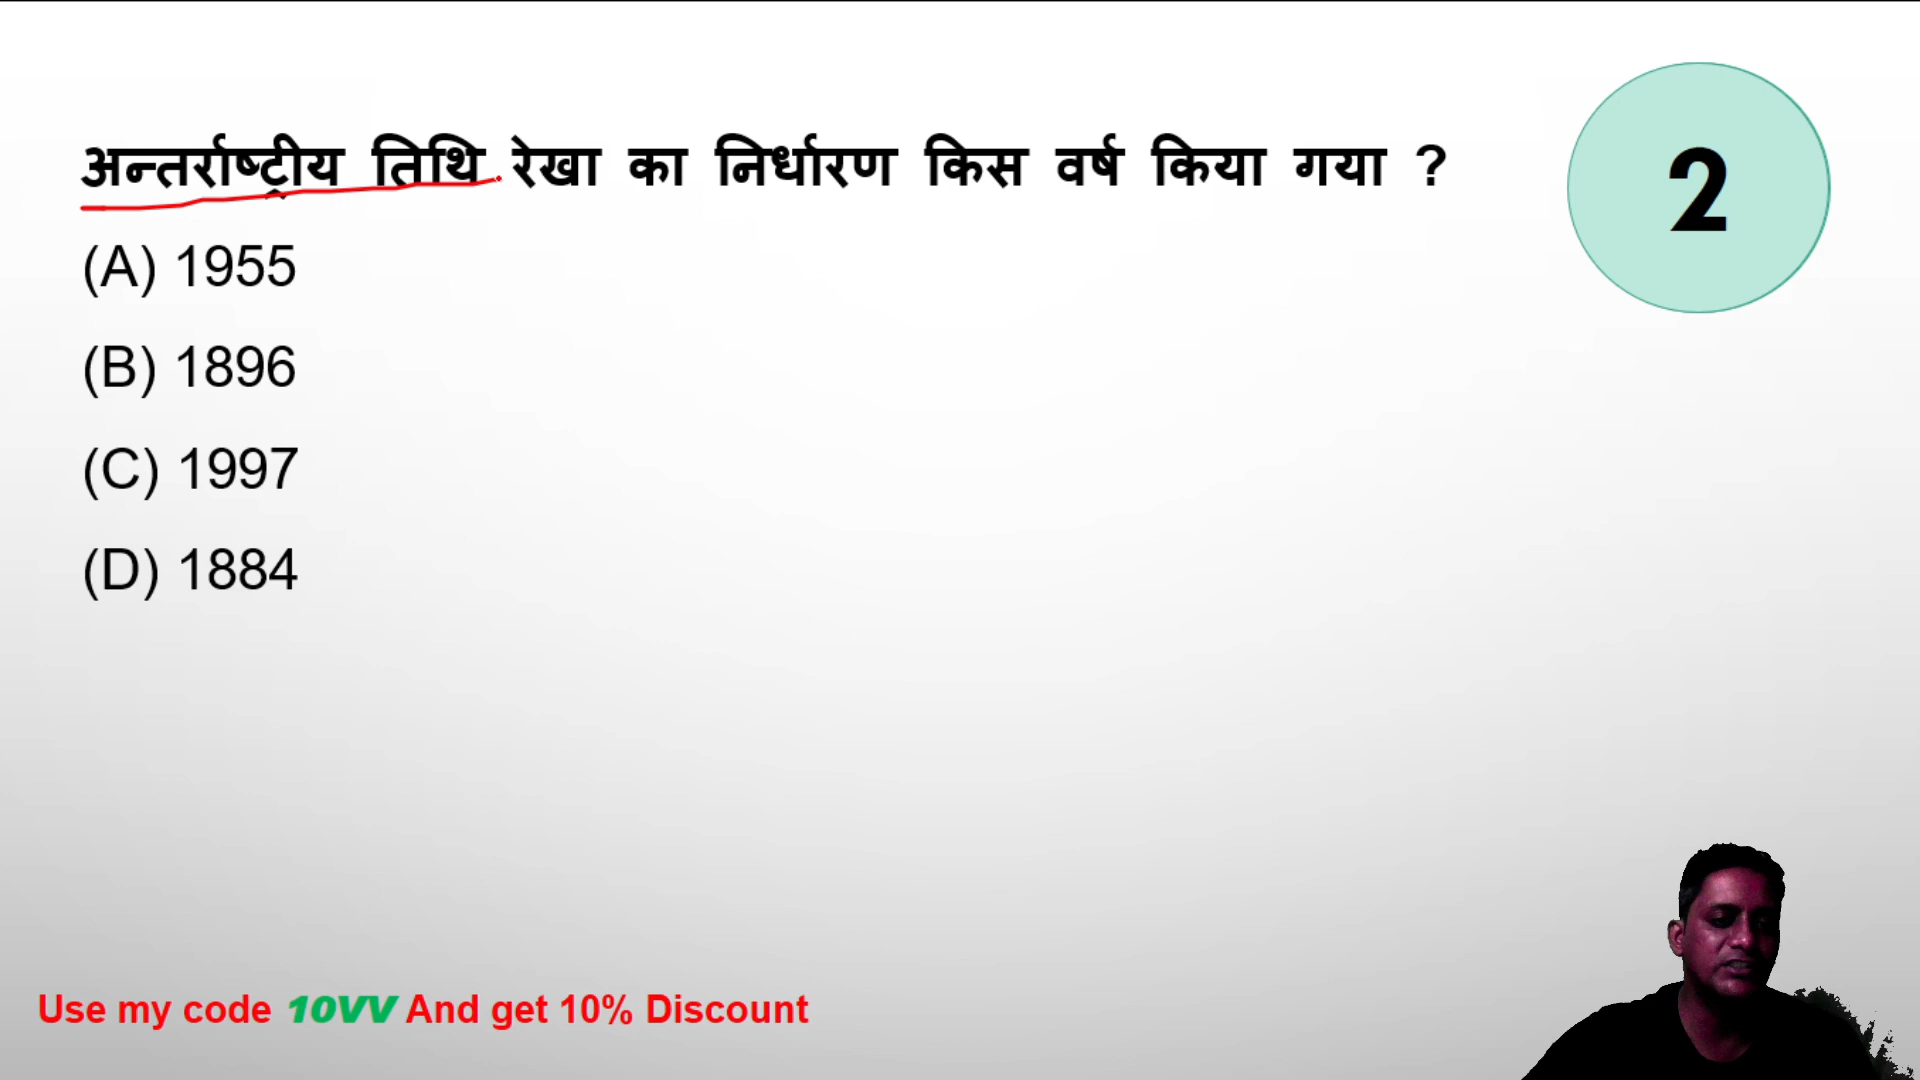 अन्तर्राष्ट्रीय तिथि रेखा का निर्धारण किस वर्ष किया गया ?
2
(A) 1955
(B) 1896
(C) 1997
(D) 1884
Use my code 10VV And get 10% Discount